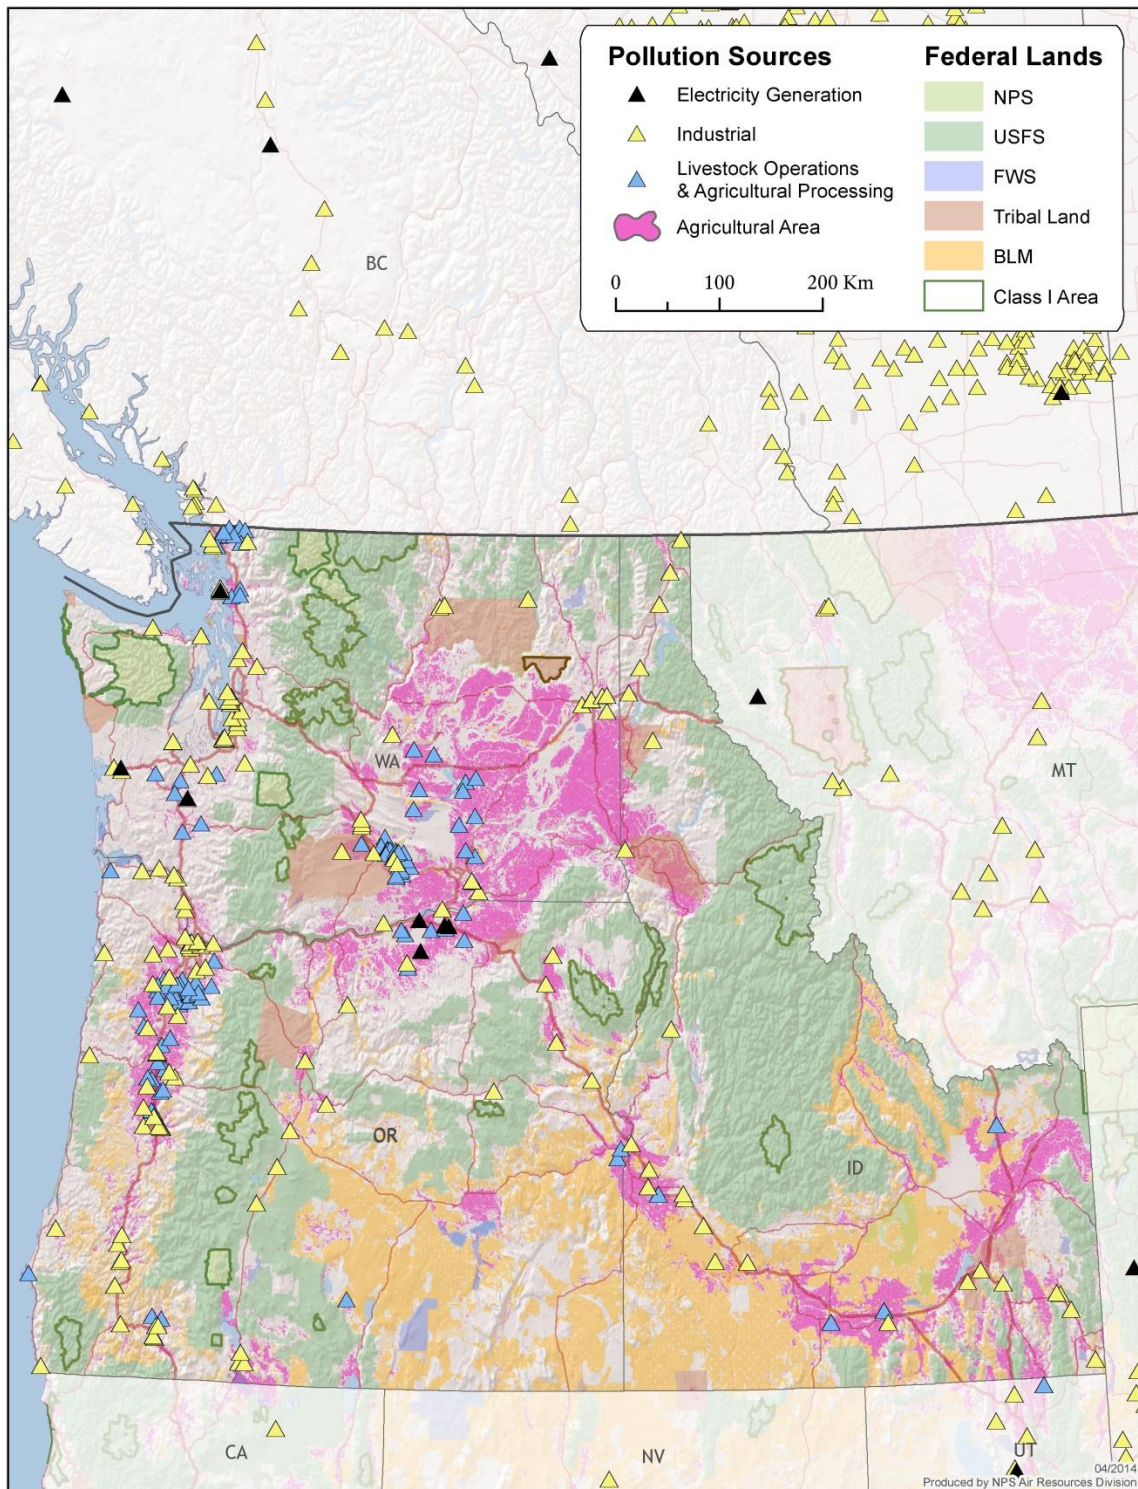 Pollution Sources
Electricity Generation
Industrial
Livestock Operations
& Agricultural Processing
Agricultural Area
0 100 200 Km
Federal Lands
NPS
USFS
FWS
Tribal Land
BLM
Class I Area
BC
WA
MT
OR
ID
CA
NV
UT
04/2014
Produced by NPS Air Resources Division